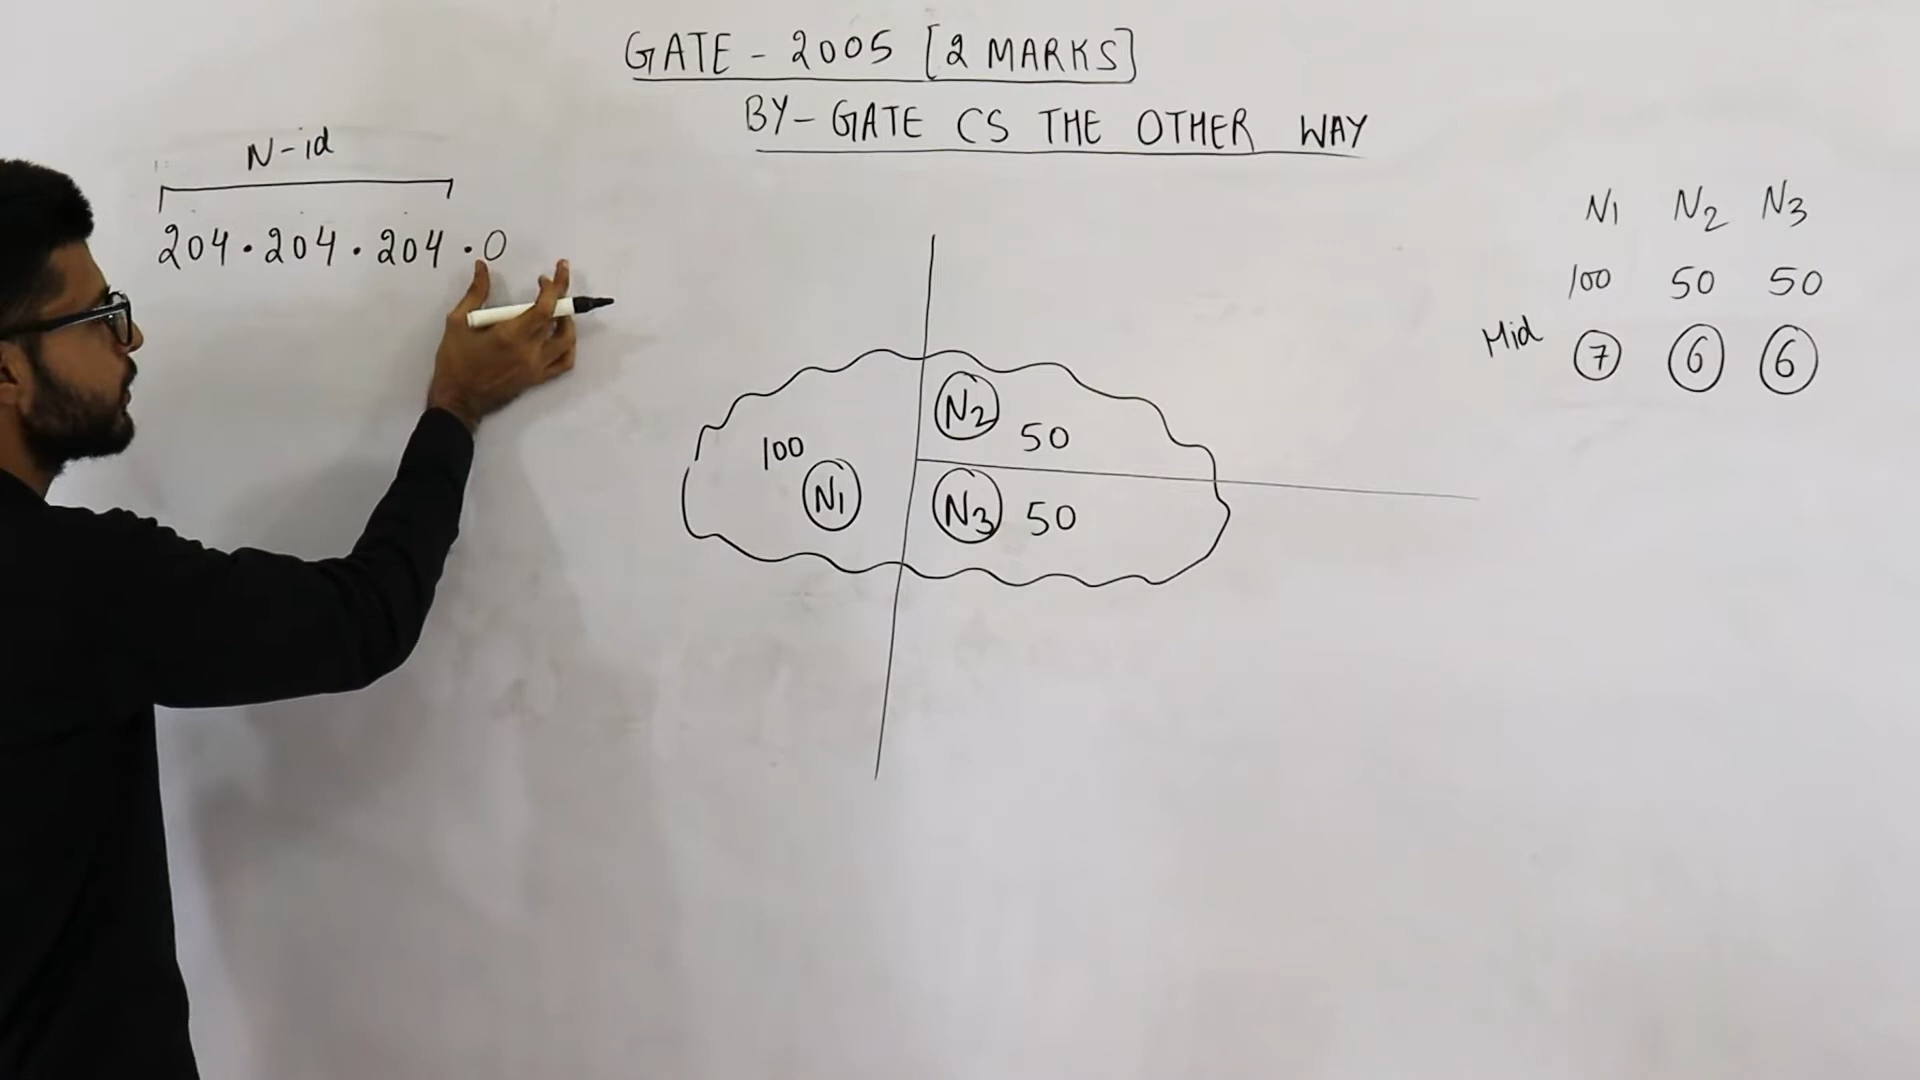 GATE - 2005 [2 MARKS]
BY - GATE CS THE OTHER WAY
N-id
204.204.204.0
N1 N2 N3
100 50 50
Mid 7 6 6
N2 50
100
N1
N3 50